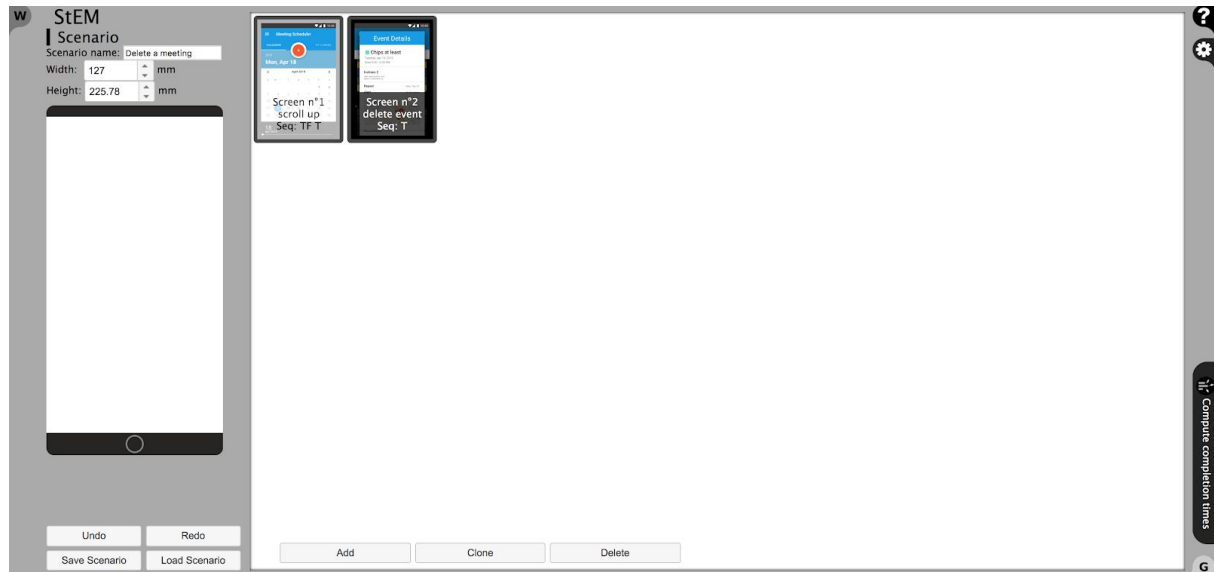 W
StEM
Scenario
Scenario name: Delete a meeting
Width: 127 mm
Height: 225.78 mm
Undo Redo
Save Scenario Load Scenario
Meeting Scheduler
Mon, Apr 18
Screen n°1
scroll up
Seq: TF T
Event Details
Chips at least
Screen n°2
delete event
Seq: T
Add Clone Delete
?
Compute completion times
G